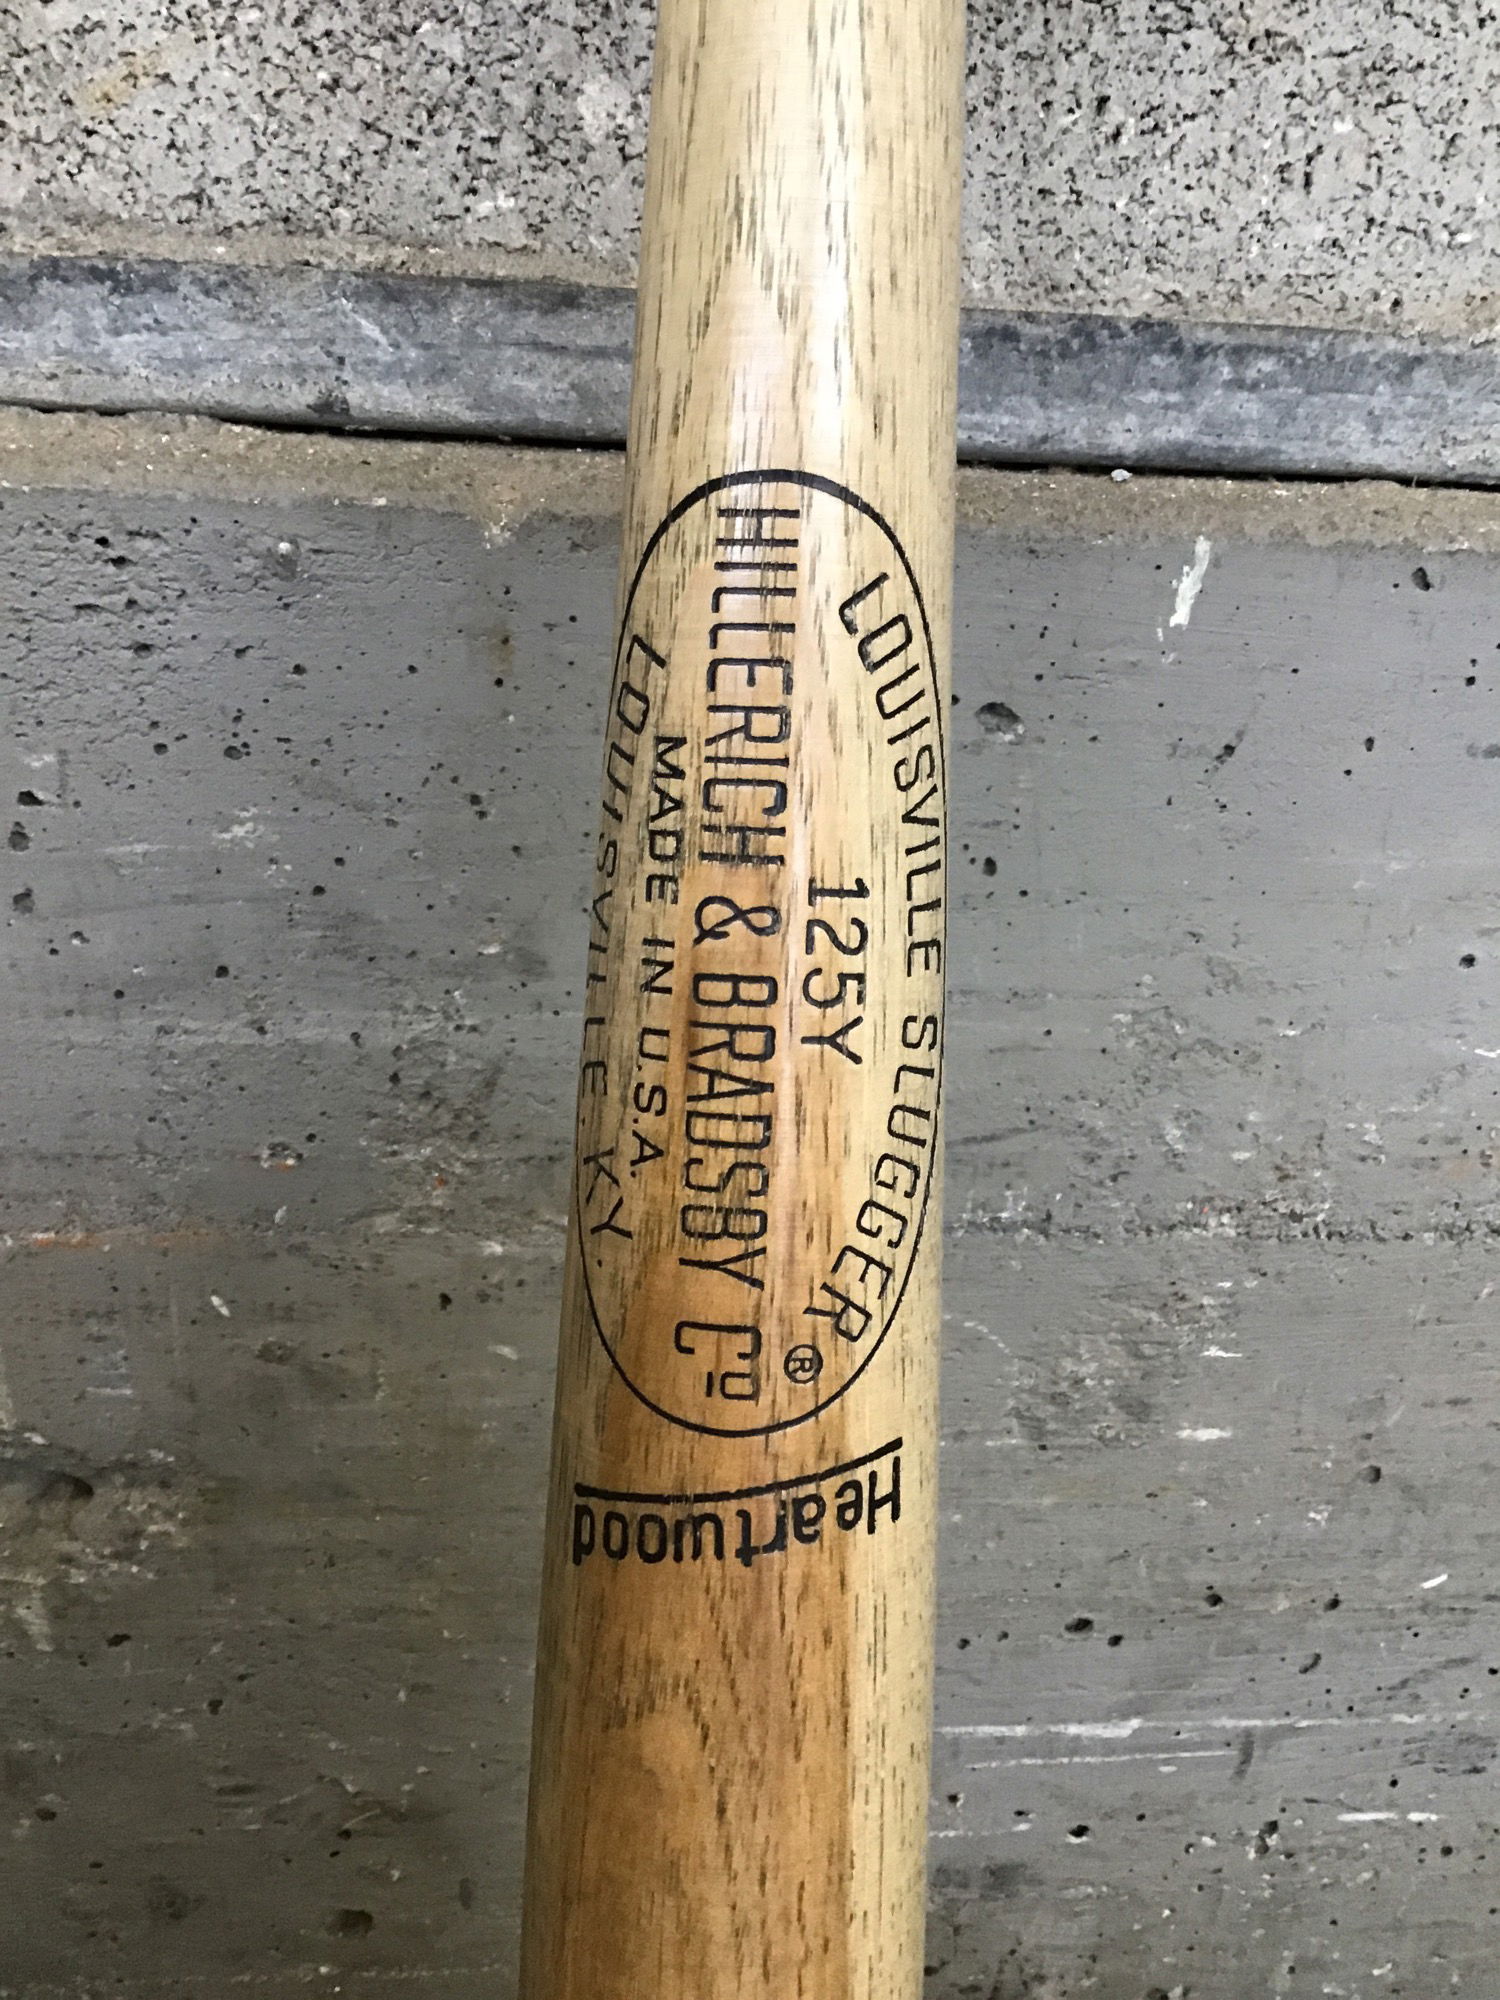 LOUISVILLE SLUGGER ®
125Y
HILLERICH & BRADSBY Cº
MADE IN U.S.A.
LOUISVILLE. KY.
Heartwood